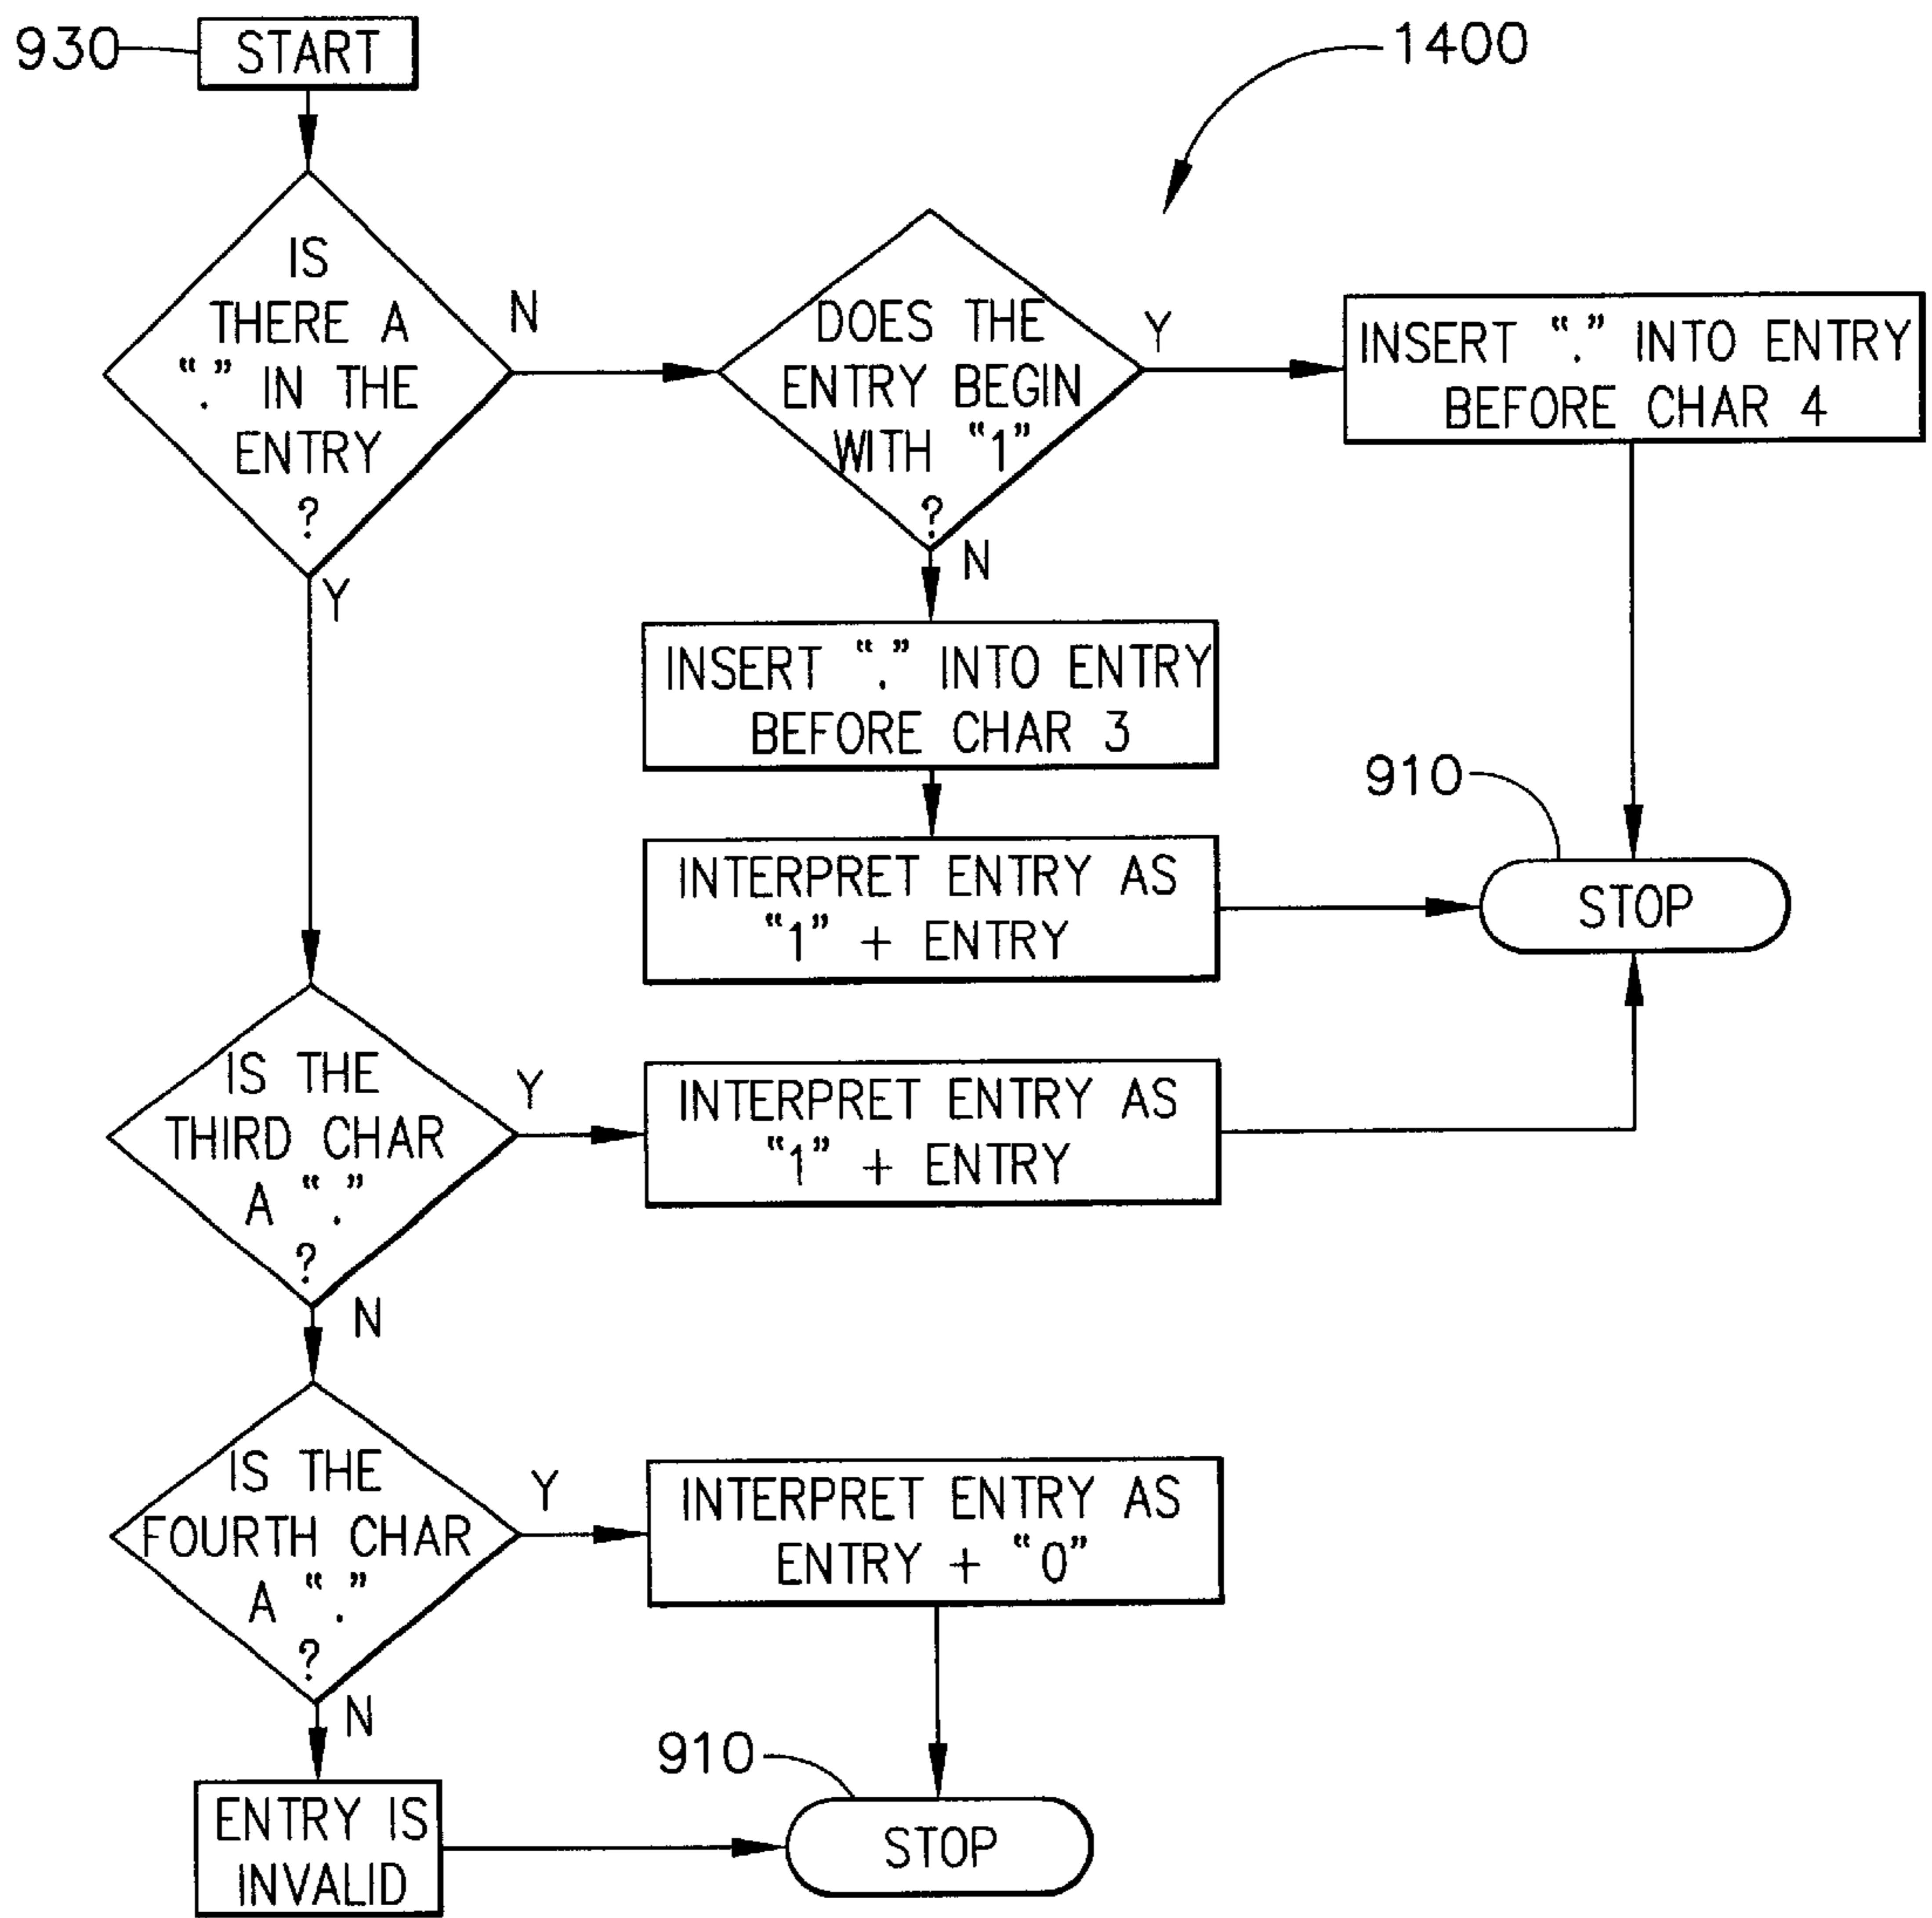 930
START
1400
IS
THERE A
“.” IN THE
ENTRY
?
N
Y
DOES THE
ENTRY BEGIN
WITH “1”
?
Y
N
INSERT “.” INTO ENTRY
BEFORE CHAR 4
INSERT “.” INTO ENTRY
BEFORE CHAR 3
INTERPRET ENTRY AS
“1” + ENTRY
910
STOP
IS THE
THIRD CHAR
A “.”
?
Y
N
INTERPRET ENTRY AS
“1” + ENTRY
IS THE
FOURTH CHAR
A “.”
?
Y
N
INTERPRET ENTRY AS
ENTRY + “0”
ENTRY IS
INVALID
910
STOP